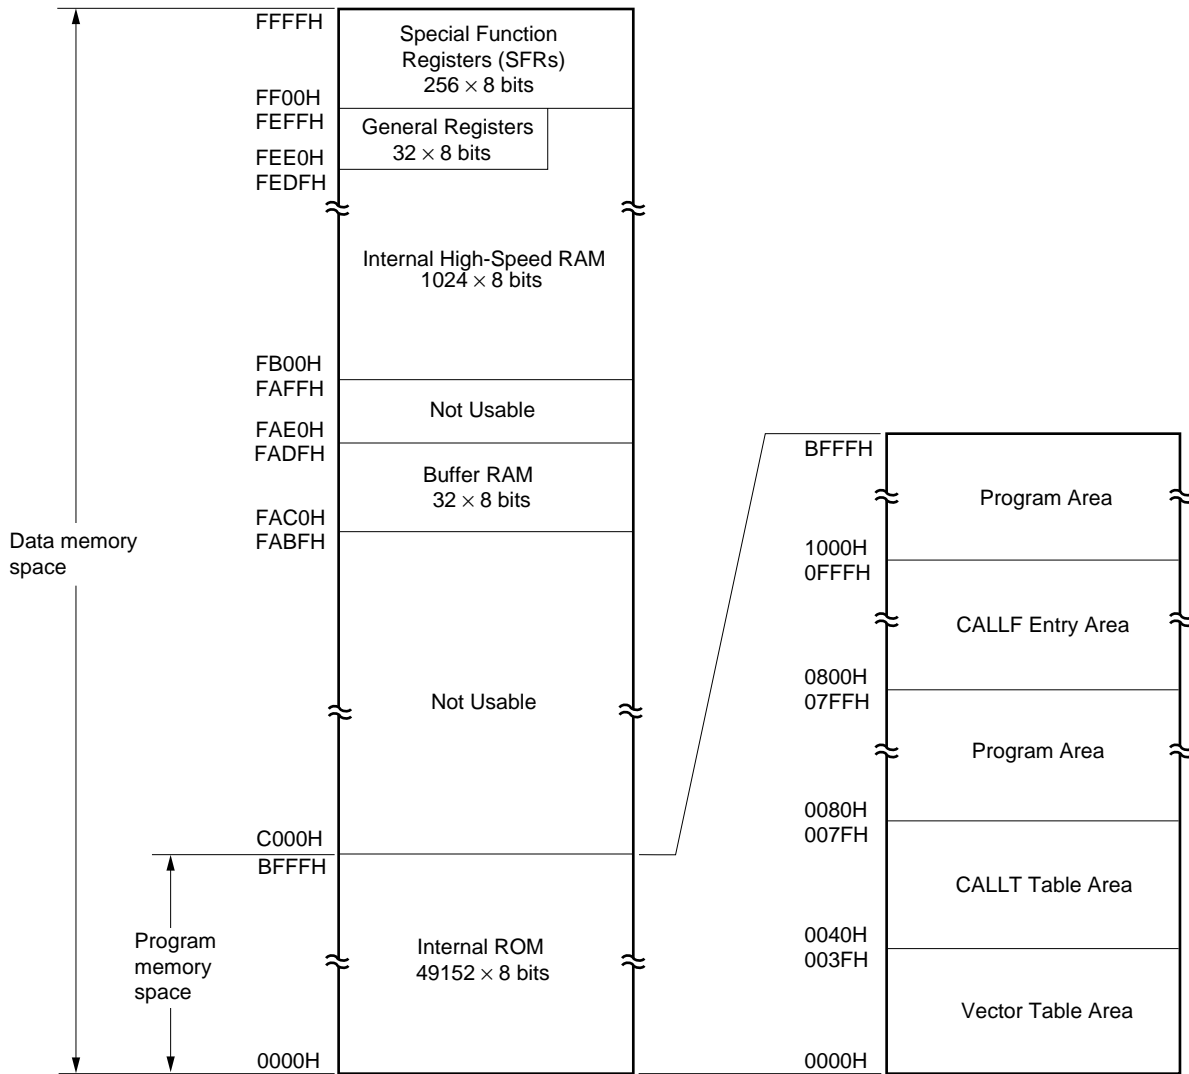 FFFFH
Special Function
Registers (SFRs)
256 × 8 bits
FF00H
FEFFH
General Registers
32 × 8 bits
FEE0H
FEDFH
Internal High-Speed RAM
1024 × 8 bits
FB00H
FAFFH
Not Usable
FAE0H
FADFH
Buffer RAM
32 × 8 bits
FAC0H
FABFH
Data memory
space
Not Usable
C000H
BFFFH
Program
memory
space
Internal ROM
49152 × 8 bits
0000H
BFFFH
Program Area
1000H
0FFFH
CALLF Entry Area
0800H
07FFH
Program Area
0080H
007FH
CALLT Table Area
0040H
003FH
Vector Table Area
0000H